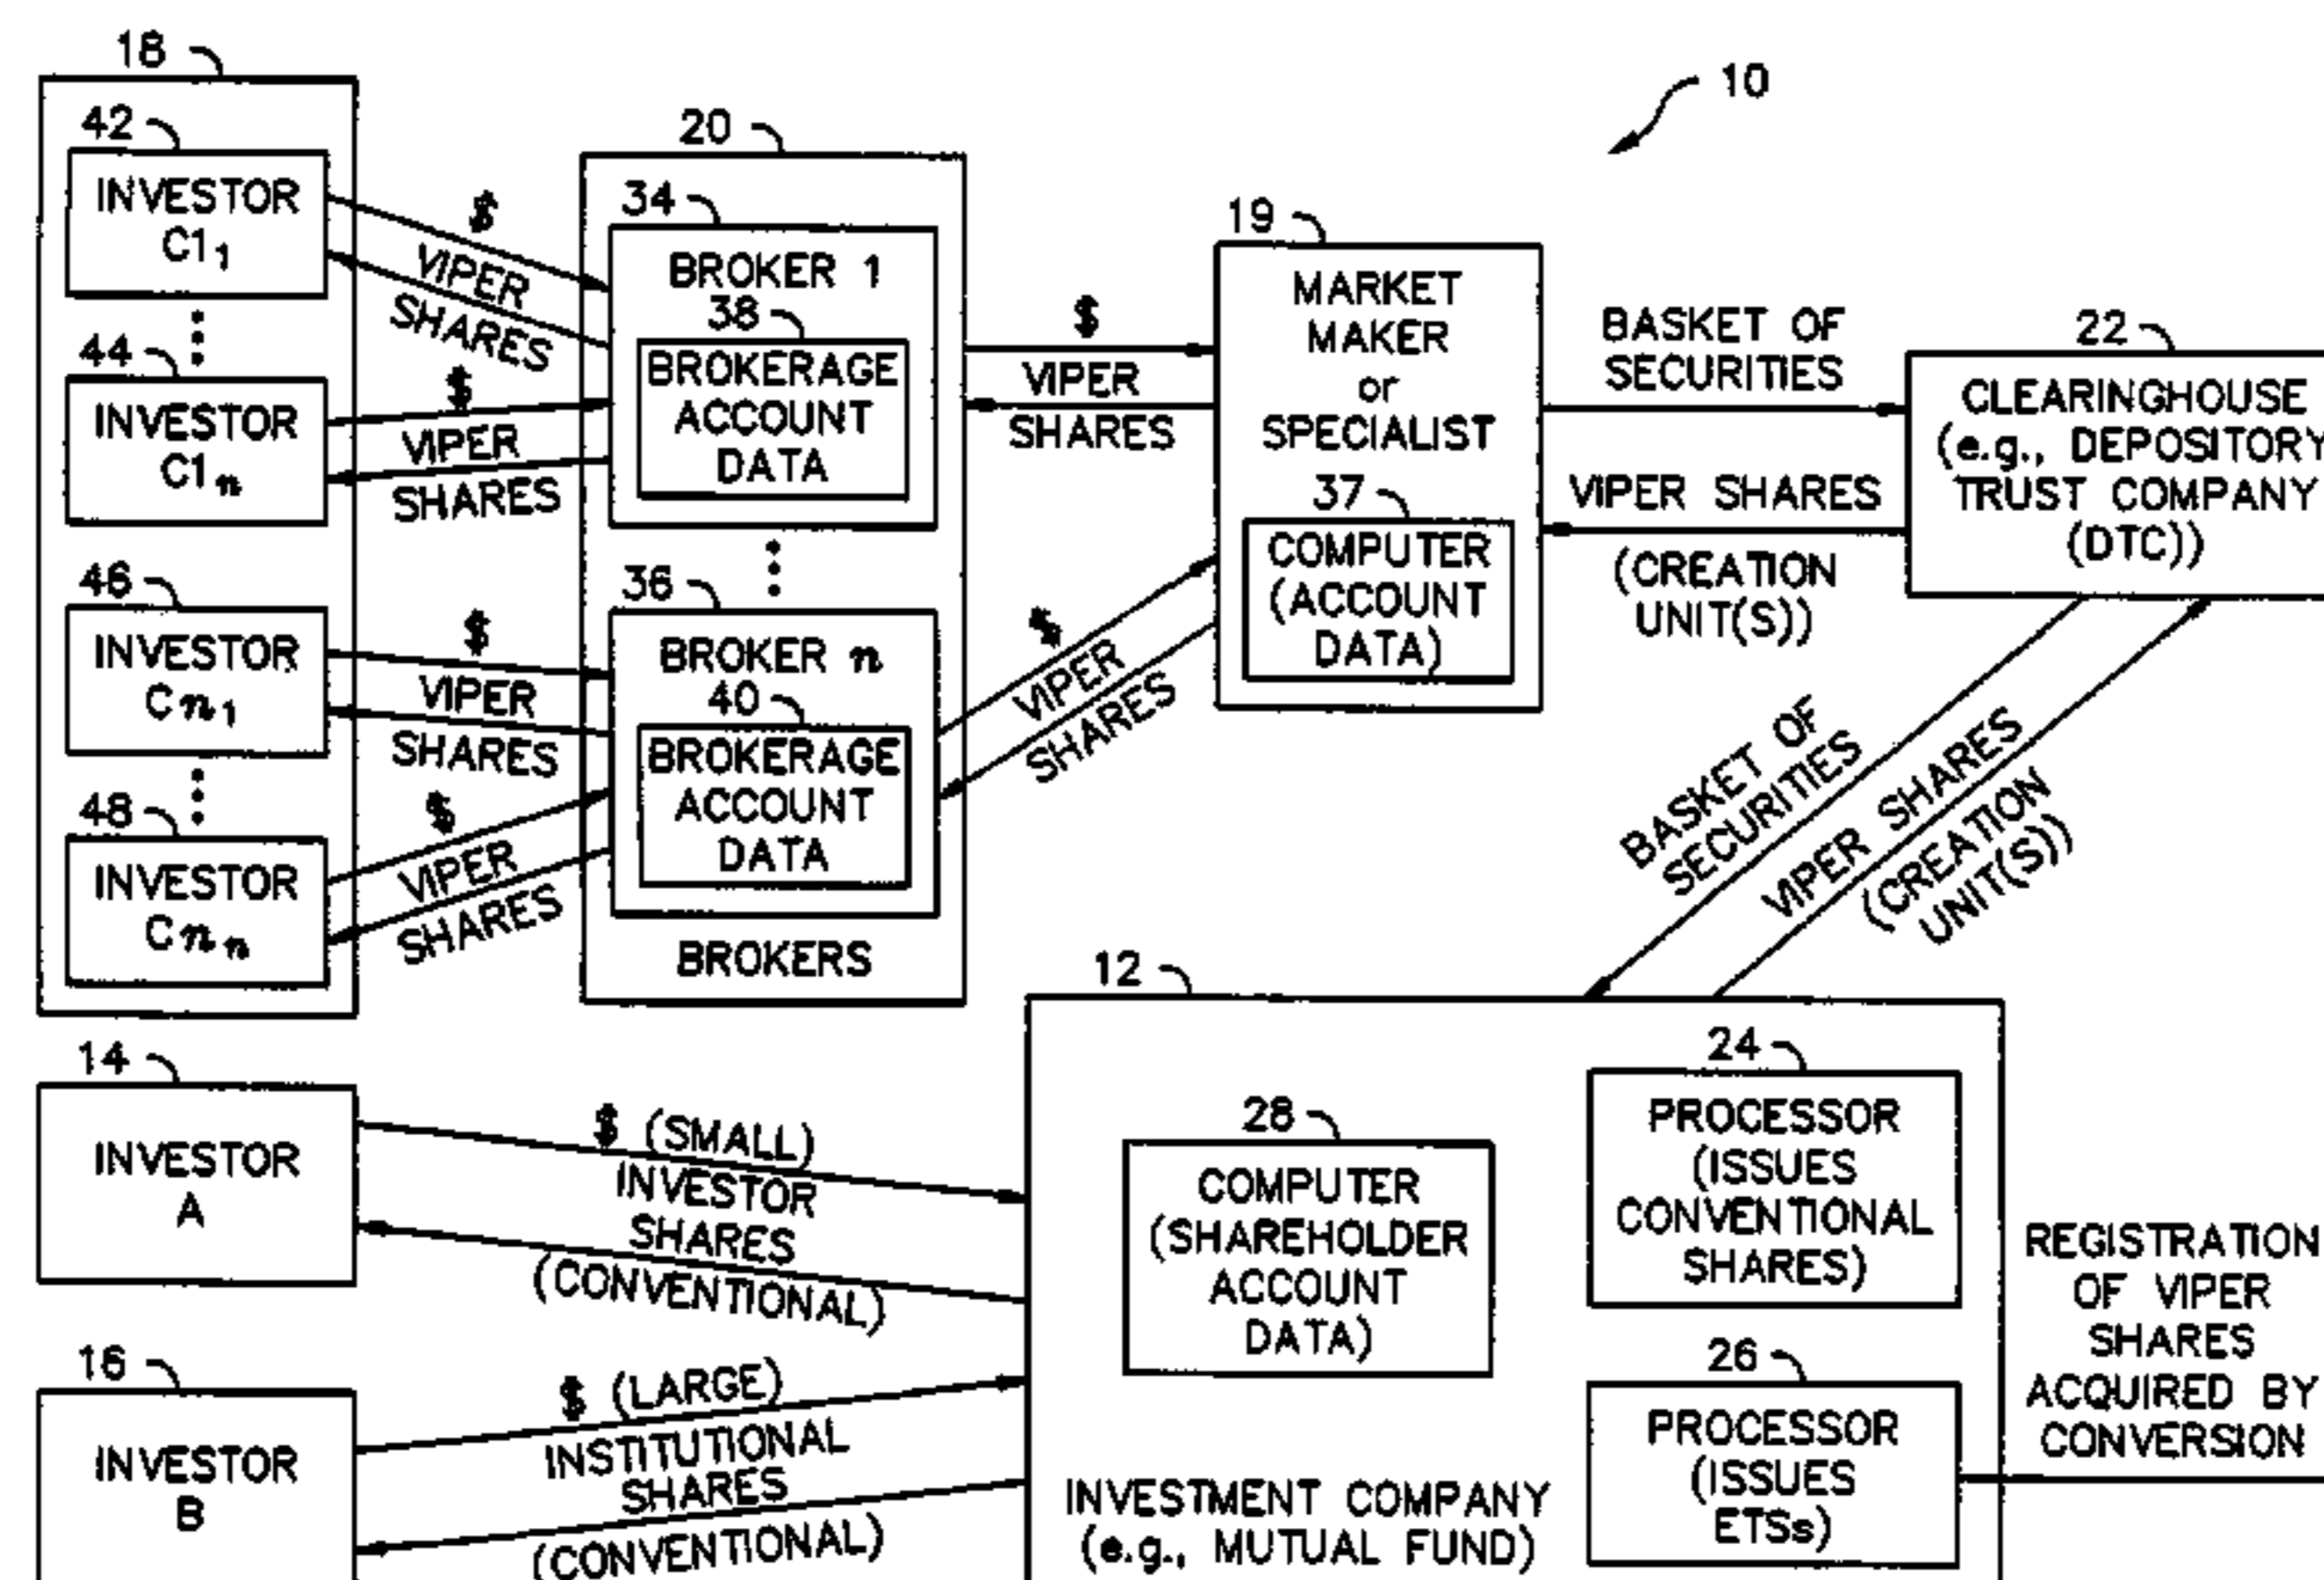 10
18
42
INVESTOR
C1₁
44
INVESTOR
C1ₙ
46
INVESTOR
Cn₁
48
INVESTOR
Cnₙ
$
VIPER
SHARES
$
VIPER
SHARES
$
VIPER
SHARES
$
VIPER
SHARES
20
34
BROKER 1
38
BROKERAGE
ACCOUNT
DATA
36
BROKER n
40
BROKERAGE
ACCOUNT
DATA
BROKERS
$
VIPER
SHARES
$
VIPER
SHARES
19
MARKET
MAKER
or
SPECIALIST
37
COMPUTER
(ACCOUNT
DATA)
BASKET OF
SECURITIES
VIPER SHARES
(CREATION
UNIT(S))
22
CLEARINGHOUSE
(e.g., DEPOSITORY
TRUST COMPANY
(DTC))
BASKET OF
SECURITIES
VIPER SHARES
(CREATION
UNIT(S))
14
INVESTOR
A
$ (SMALL)
INVESTOR
SHARES
(CONVENTIONAL)
16
INVESTOR
B
$ (LARGE)
INSTITUTIONAL
SHARES
(CONVENTIONAL)
12
28
COMPUTER
(SHAREHOLDER
ACCOUNT
DATA)
INVESTMENT COMPANY
(e.g., MUTUAL FUND)
24
PROCESSOR
(ISSUES
CONVENTIONAL
SHARES)
26
PROCESSOR
(ISSUES
ETSs)
REGISTRATION
OF VIPER
SHARES
ACQUIRED BY
CONVERSION